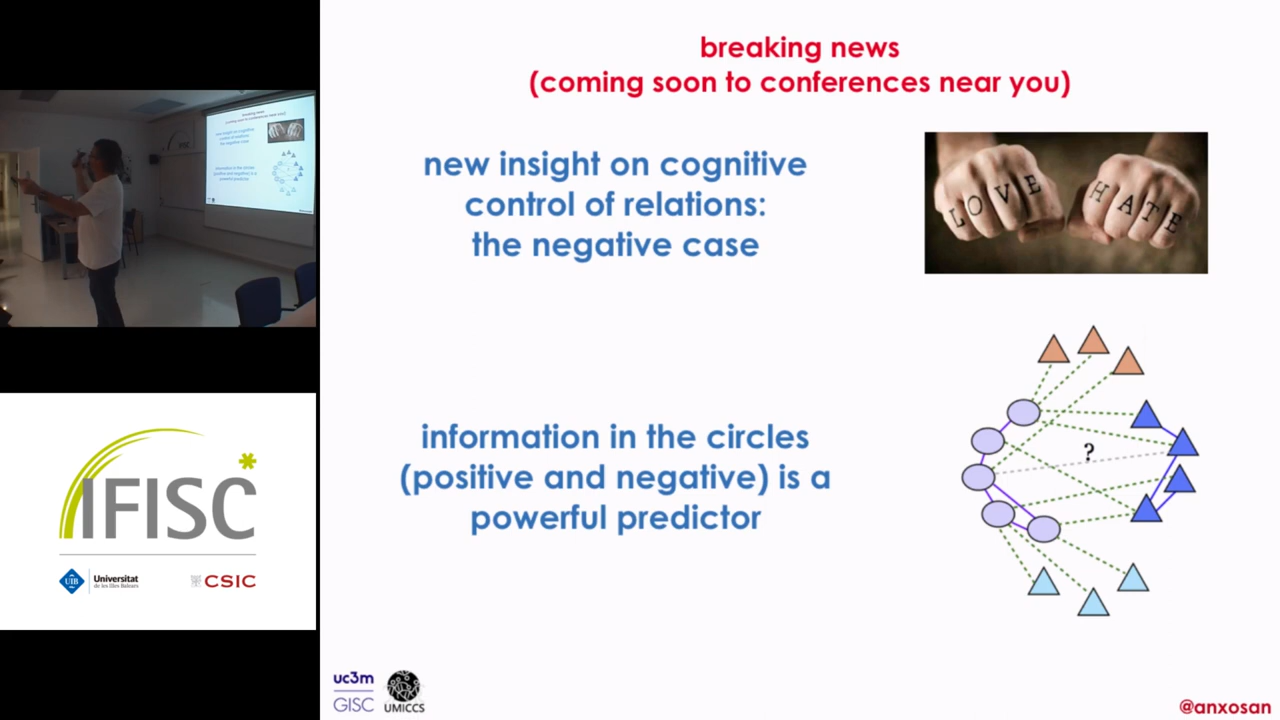 breaking news
(coming soon to conferences near you)
new insight on cognitive
control of relations:
the negative case
LOVE HATE
information in the circles
(positive and negative) is a
powerful predictor
?
IFISC*
UIB Universitat
de les Illes Balears
CSIC
uc3m
GISC
UMICCS
@anxosan